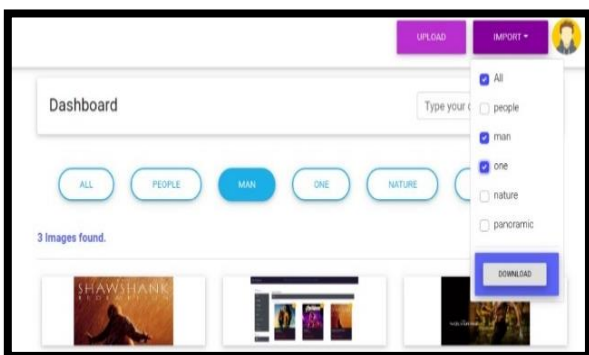 UPLOAD
IMPORT
All
Dashboard
Type your
people
man
one
nature
panoramic
ALL
PEOPLE
MAN
ONE
NATURE
3 Images found.
DOWNLOAD
SHAWSHANK